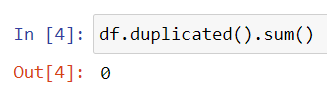 In [4]: df.duplicated().sum()
Out[4]: 0